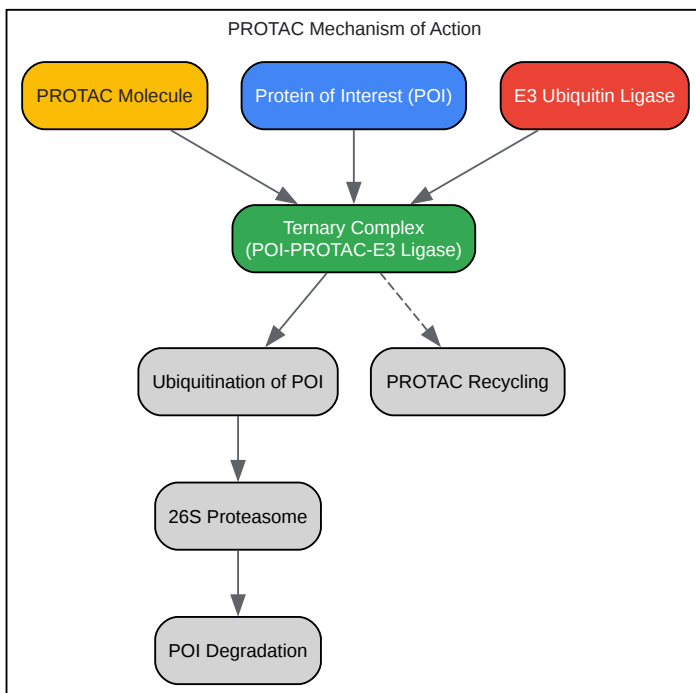 PROTAC Mechanism of Action
PROTAC Molecule
Protein of Interest (POI)
E3 Ubiquitin Ligase
Ternary Complex
(POI-PROTAC-E3 Ligase)
Ubiquitination of POI
PROTAC Recycling
26S Proteasome
POI Degradation